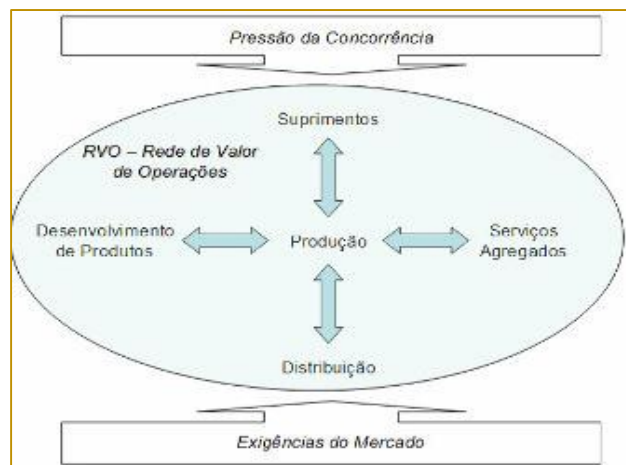 Pressão da Concorrência
Suprimentos
RVO – Rede de Valor
de Operações
Desenvolvimento
de Produtos
Produção
Serviços
Agregados
Distribuição
Exigências do Mercado